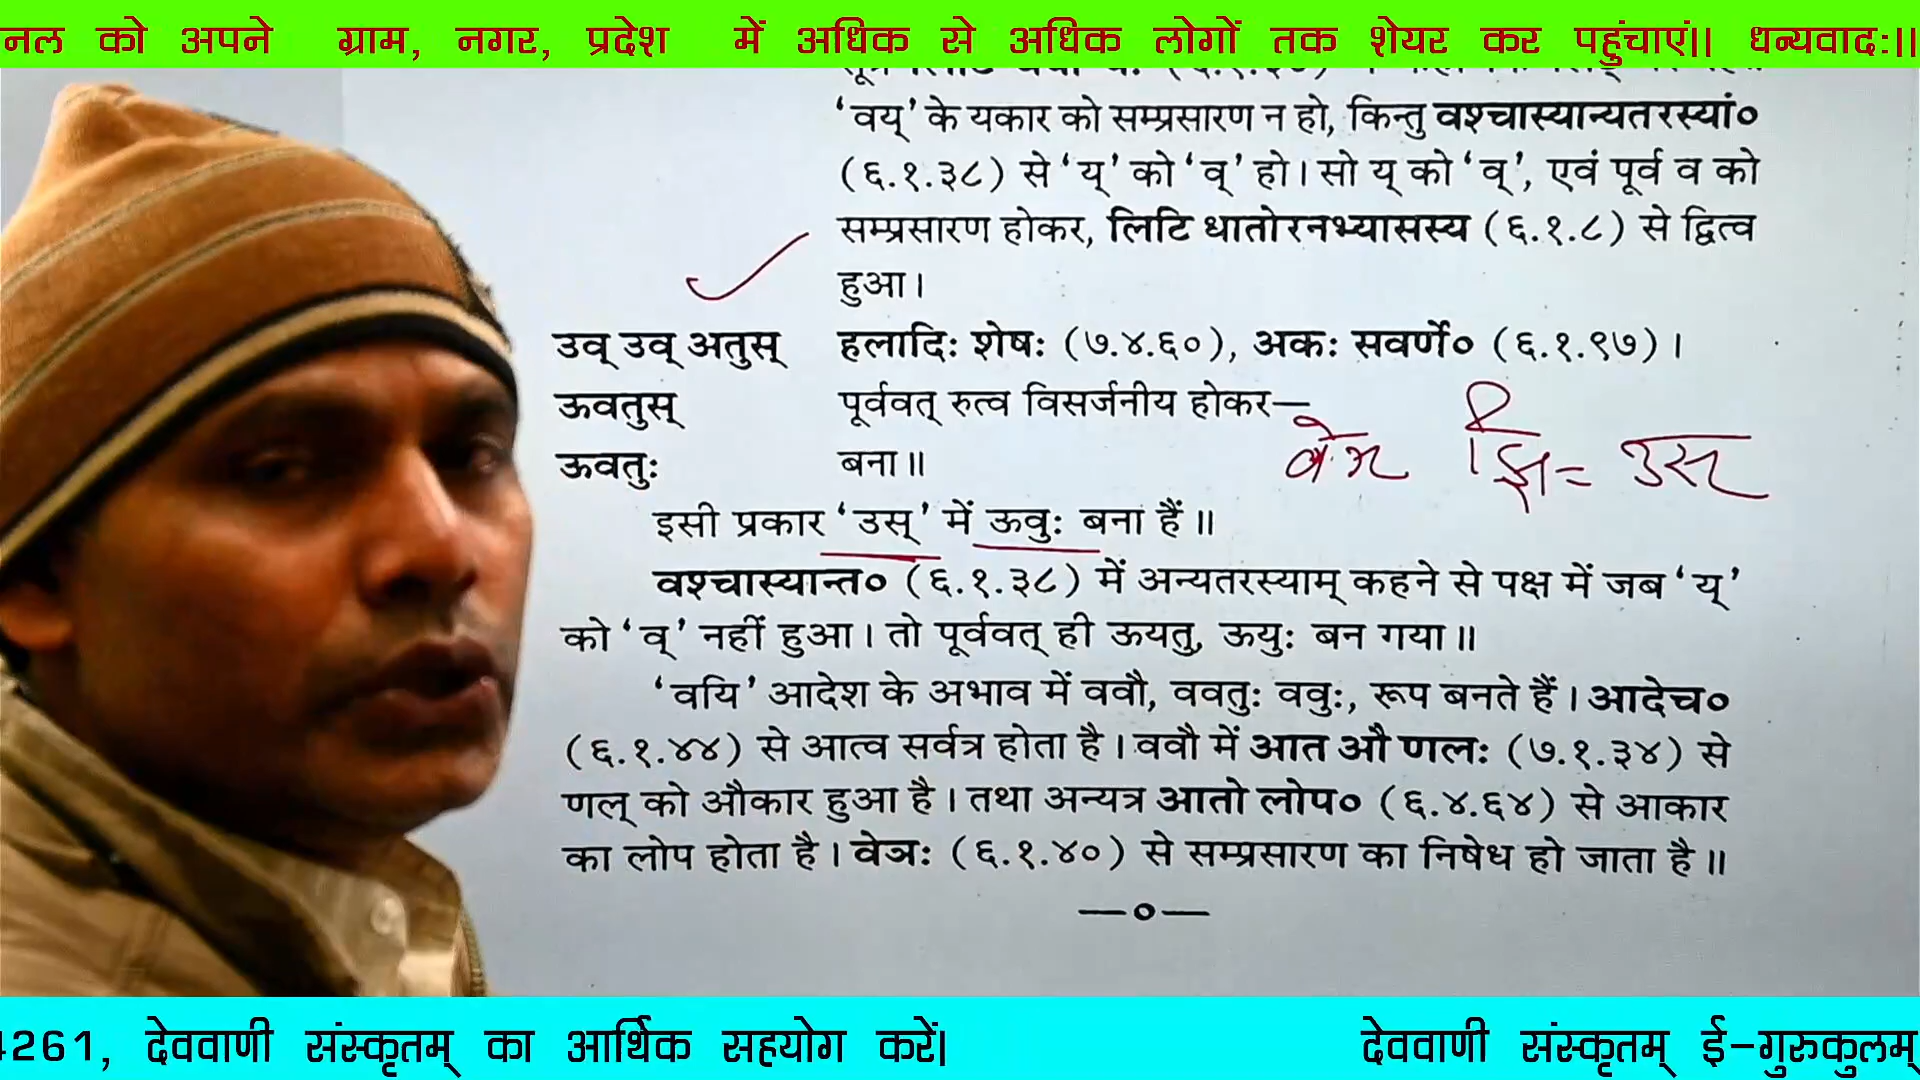 नल को अपने ग्राम, नगर, प्रदेश में अधिक से अधिक लोगों तक शेयर कर पहुंचाएं॥ धन्यवादः॥
'वय्' के यकार को सम्प्रसारण न हो, किन्तु वश्चास्यान्यतरस्यां०
(६.१.३८) से 'य्' को 'व्' हो। सो य् को 'व्', एवं पूर्व व को
सम्प्रसारण होकर, लिटि धातोरनभ्यासस्य (६.१.८) से द्वित्व
हुआ।
उव् उव् अतुस् हलादिः शेषः (७.४.६०), अकः सवर्णे० (६.१.९७)।
ऊवतुस् पूर्ववत् रुत्व विसर्जनीय होकर—
ऊवतुः बना॥
झि = उस्
इसी प्रकार 'उस्' में ऊवुः बना हैं॥
वश्चास्यान्त० (६.१.३८) में अन्यतरस्याम् कहने से पक्ष में जब 'य्'
को 'व्' नहीं हुआ। तो पूर्ववत् ही ऊयतु, ऊयुः बन गया॥
'वयि' आदेश के अभाव में ववौ, ववतुः ववुः, रूप बनते हैं। आदेच०
(६.१.४४) से आत्व सर्वत्र होता है। ववौ में आत औ णलः (७.१.३४) से
णल् को औकार हुआ है। तथा अन्यत्र आतो लोप० (६.४.६४) से आकार
का लोप होता है। वेञः (६.१.४०) से सम्प्रसारण का निषेध हो जाता है॥
—०—
4261, देववाणी संस्कृतम् का आर्थिक सहयोग करें। देववाणी संस्कृतम् ई-गुरुकुलम्